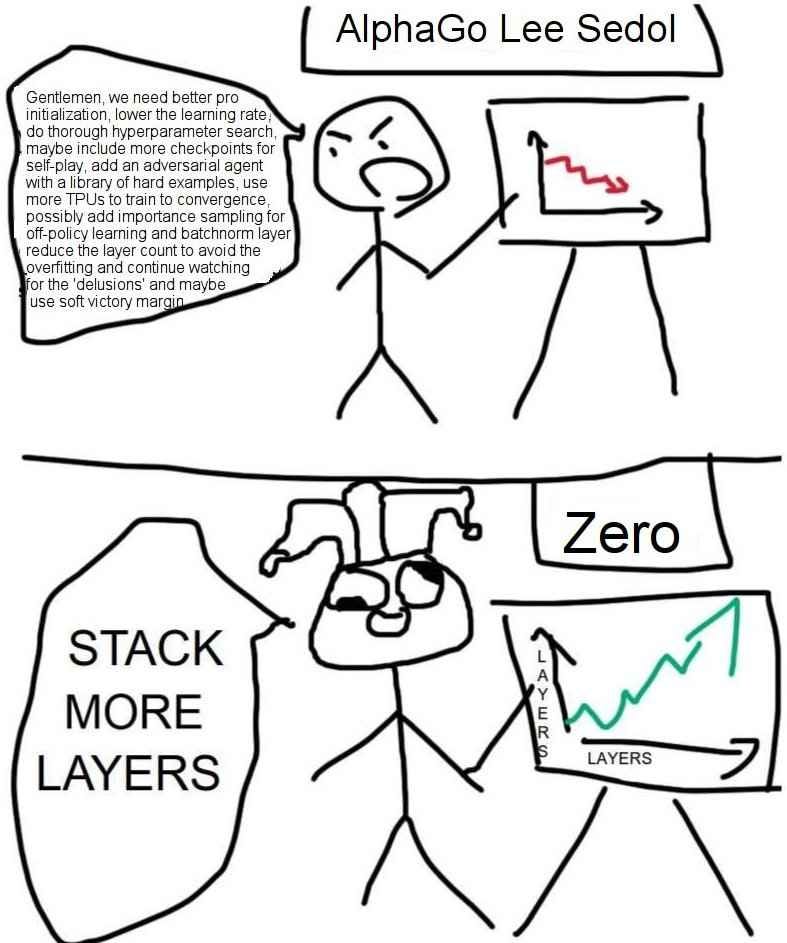 AlphaGo Lee Sedol
Gentlemen, we need better pro
initialization, lower the learning rate,
do thorough hyperparameter search,
maybe include more checkpoints for
self-play, add an adversarial agent
with a library of hard examples, use
more TPUs to train to convergence,
possibly add importance sampling for
off-policy learning and batchnorm layer
reduce the layer count to avoid the
overfitting and continue watching
for the 'delusions' and maybe
use soft victory margin
Zero
STACK
MORE
LAYERS
LAYERS
LAYERS